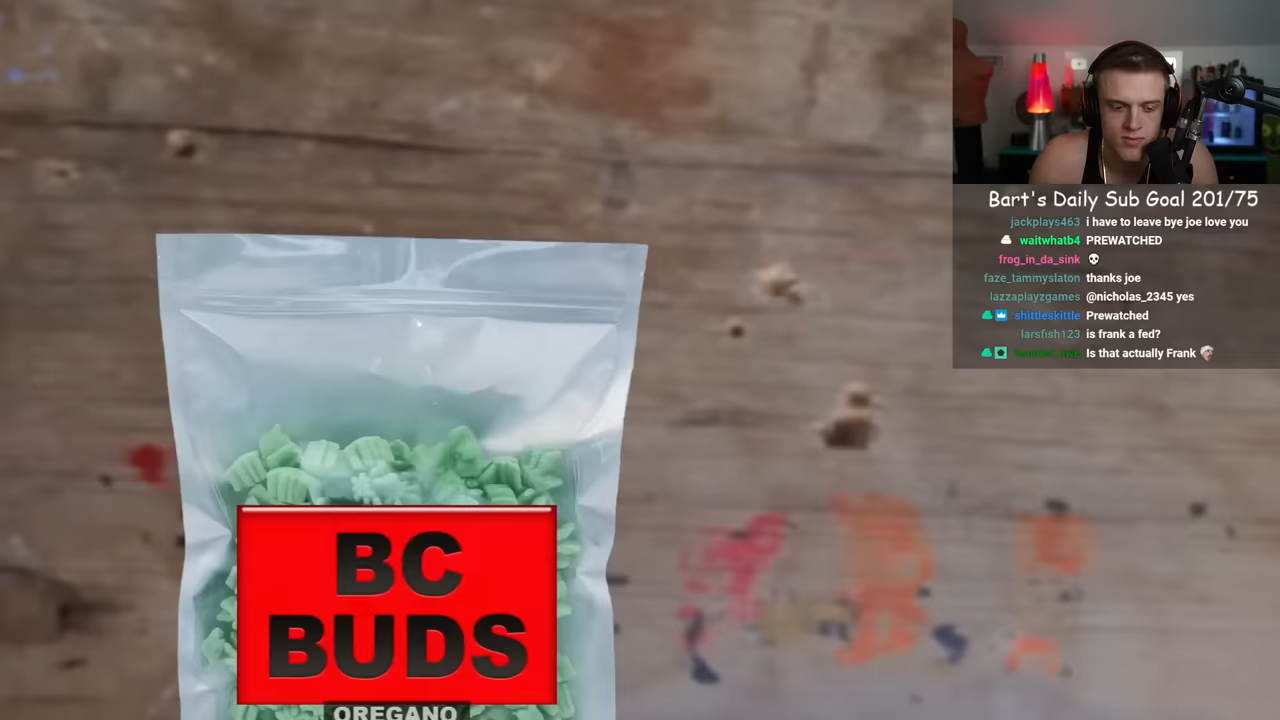 BC
BUDS
OREGANO
Bart's Daily Sub Goal 201/75
jackplays463 i have to leave bye joe love you
waitwhatb4 PREWATCHED
frog_in_da_sink 💀
faze_tammyslaton thanks joe
lazzaplayzgames @nicholas_2345 yes
shittleskittle Prewatched
larsfish123 is frank a fed?
Is that actually Frank